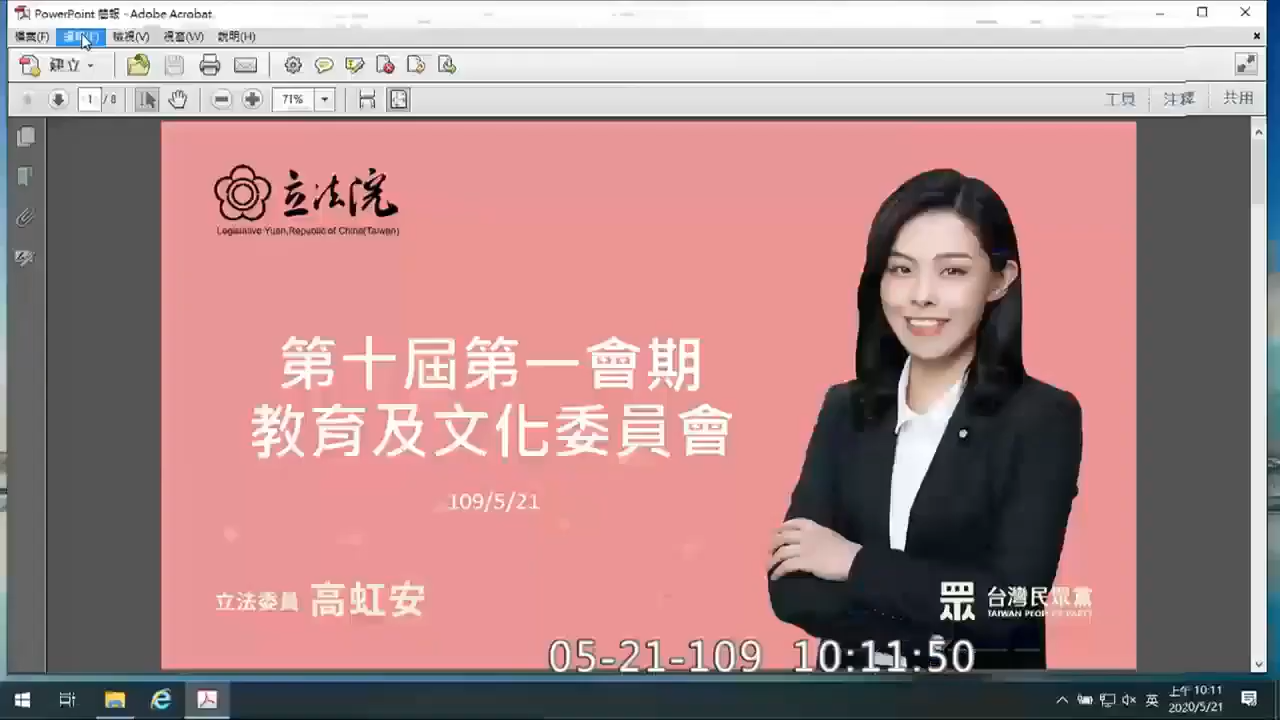 PowerPoint 簡報 - Adobe Acrobat
檔案(F) 編輯(E) 檢視(V) 視窗(W) 說明(H)
建立
1 / 8
71%
工具 注釋 共用
立法院
Legislative Yuan,Republic of China(Taiwan)
第十屆第一會期
教育及文化委員會
109/5/21
立法委員 高虹安
眾 台灣民眾黨
TAIWAN PEOPLE'S PARTY
05-21-109 10:11:50
英
上午 10:11
2020/5/21